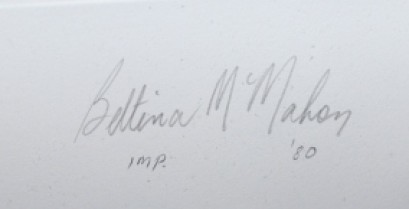 Bettina McMahon
IMP. '80